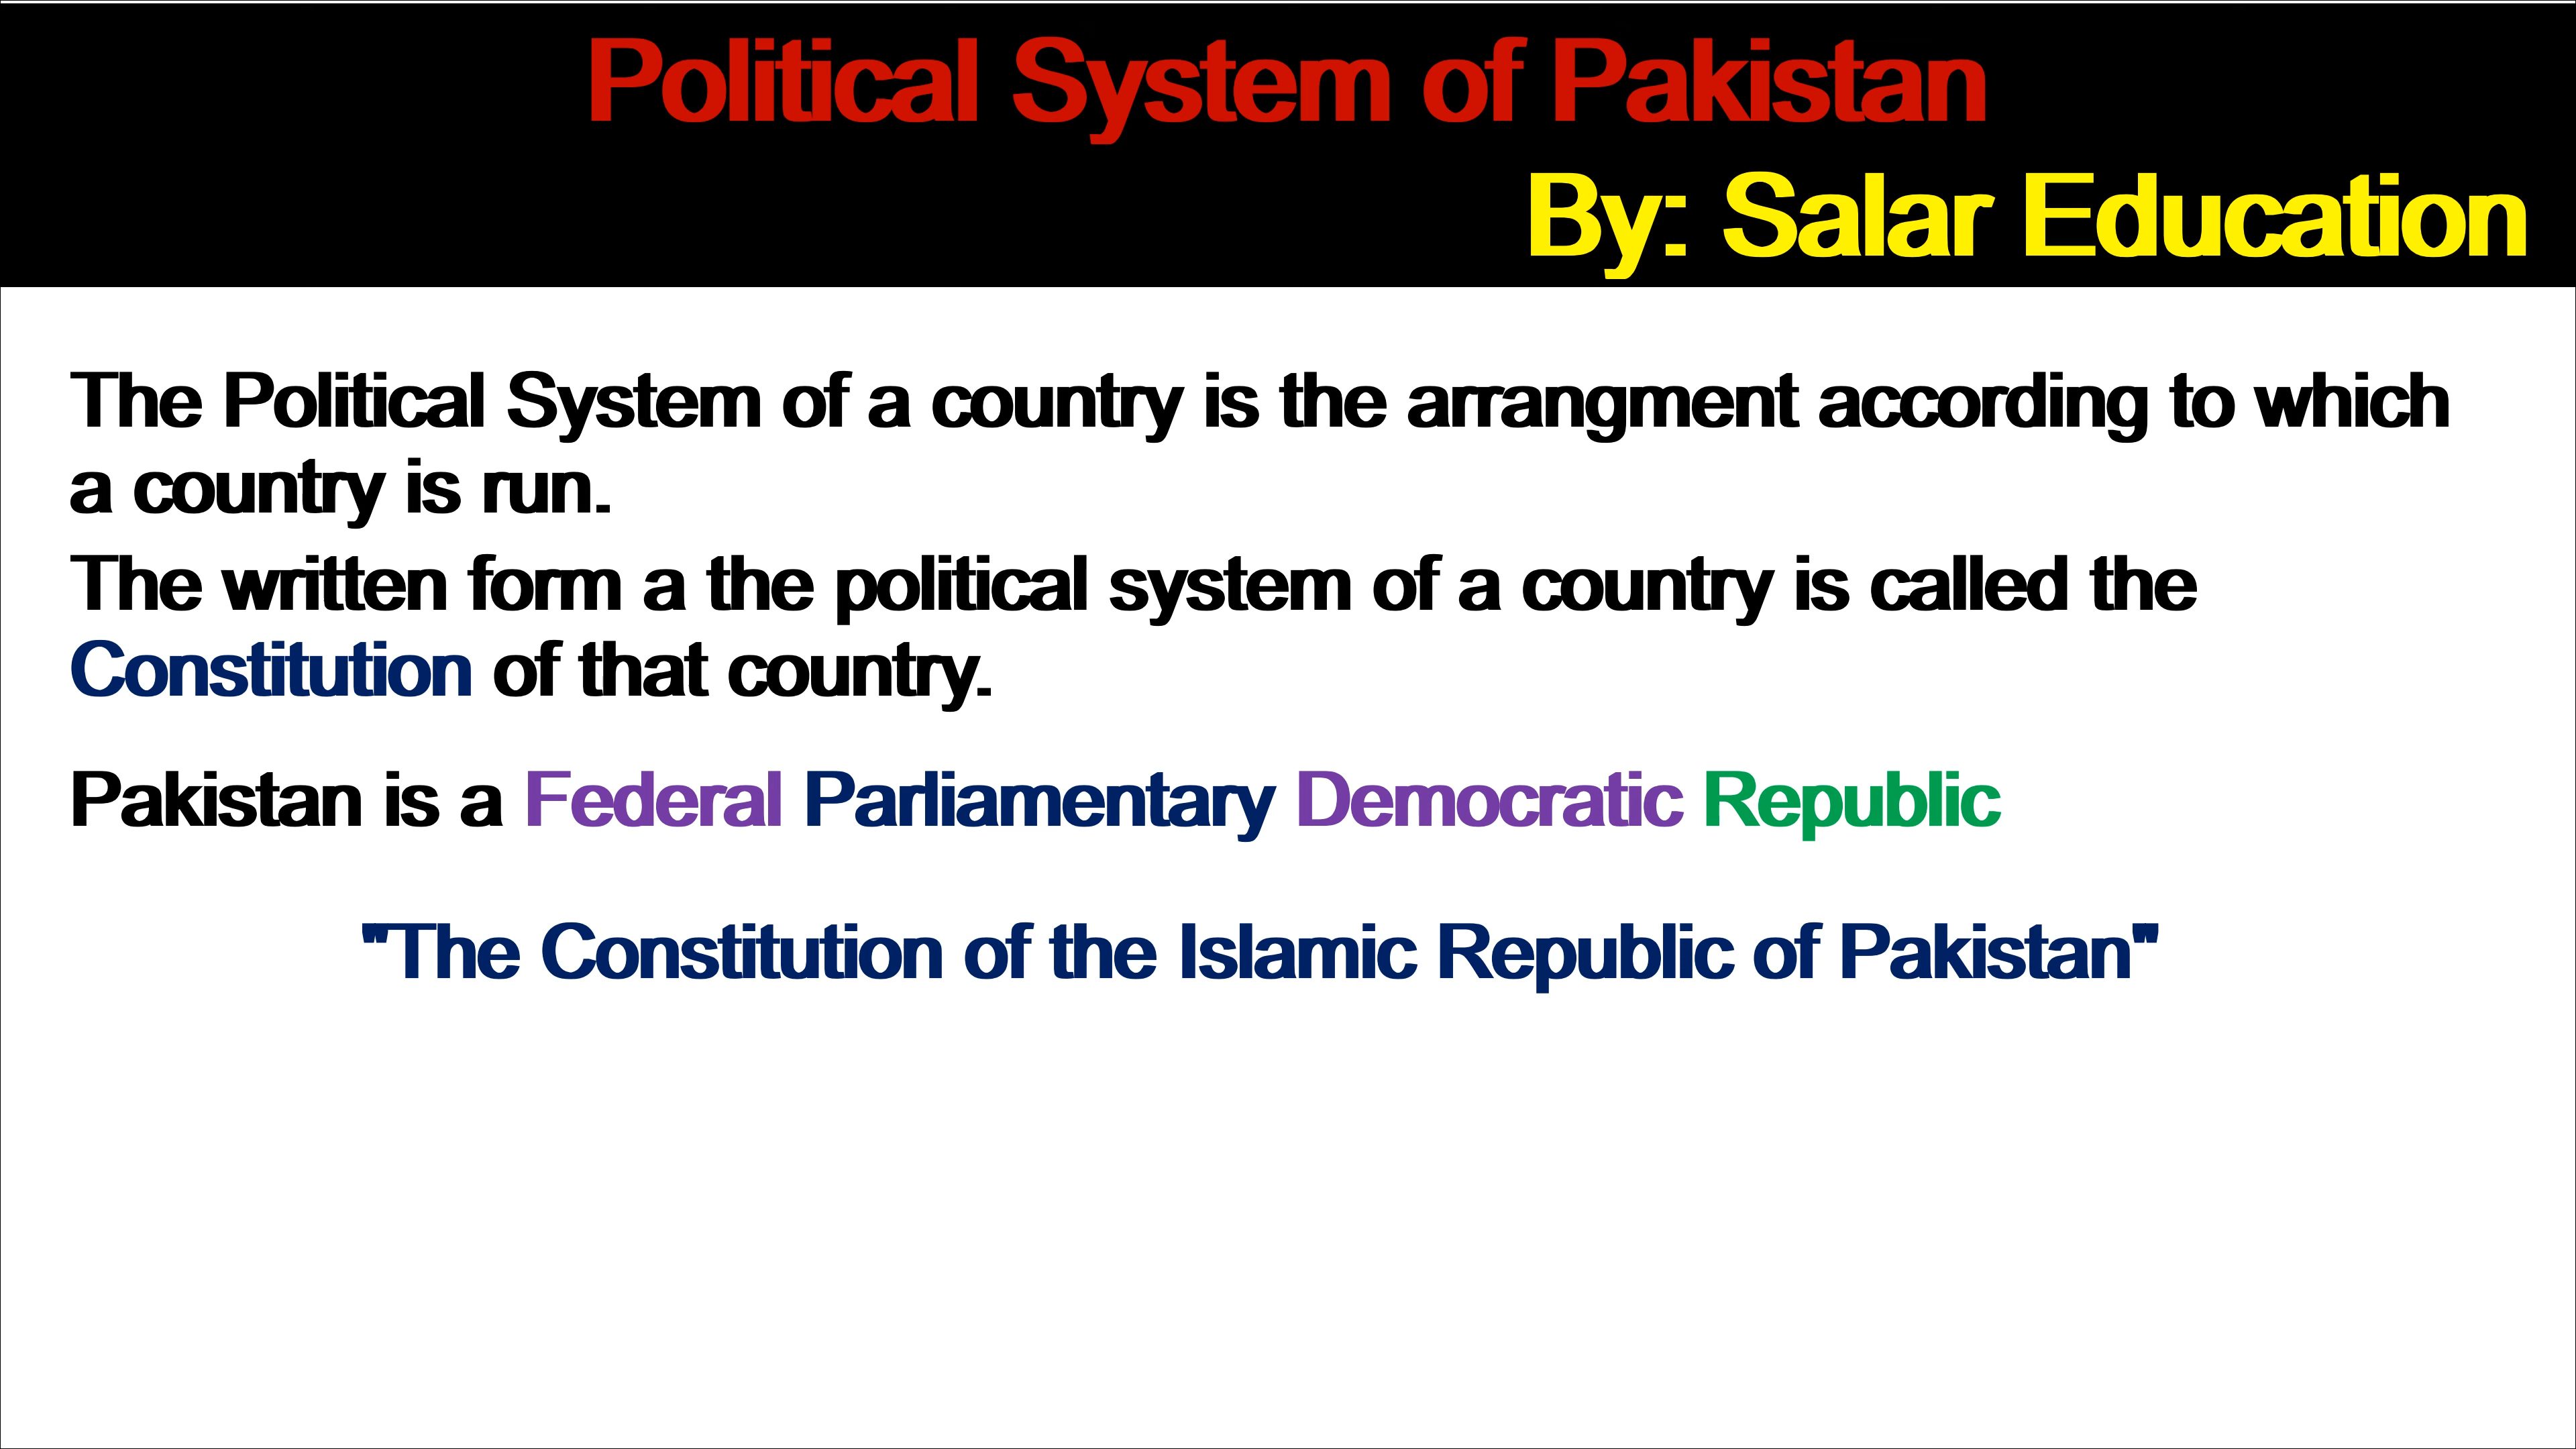 Political System of Pakistan
By: Salar Education
The Political System of a country is the arrangment according to which
a country is run.
The written form a the political system of a country is called the
Constitution of that country.
Pakistan is a Federal Parliamentary Democratic Republic
"The Constitution of the Islamic Republic of Pakistan"